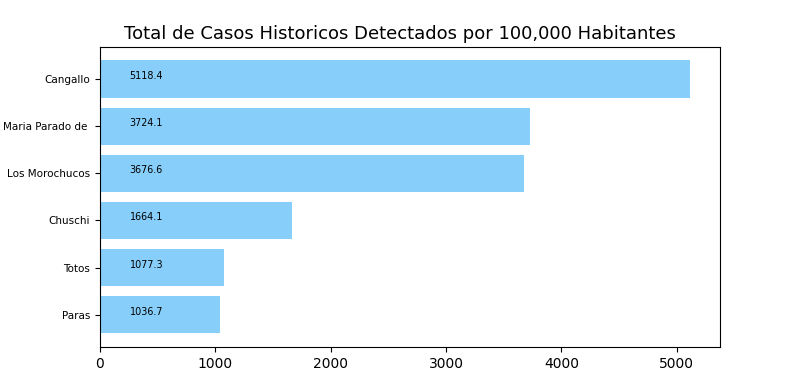 Total de Casos Historicos Detectados por 100,000 Habitantes
Cangallo 5118.4
Maria Parado de 3724.1
Los Morochucos 3676.6
Chuschi 1664.1
Totos 1077.3
Paras 1036.7
0 1000 2000 3000 4000 5000